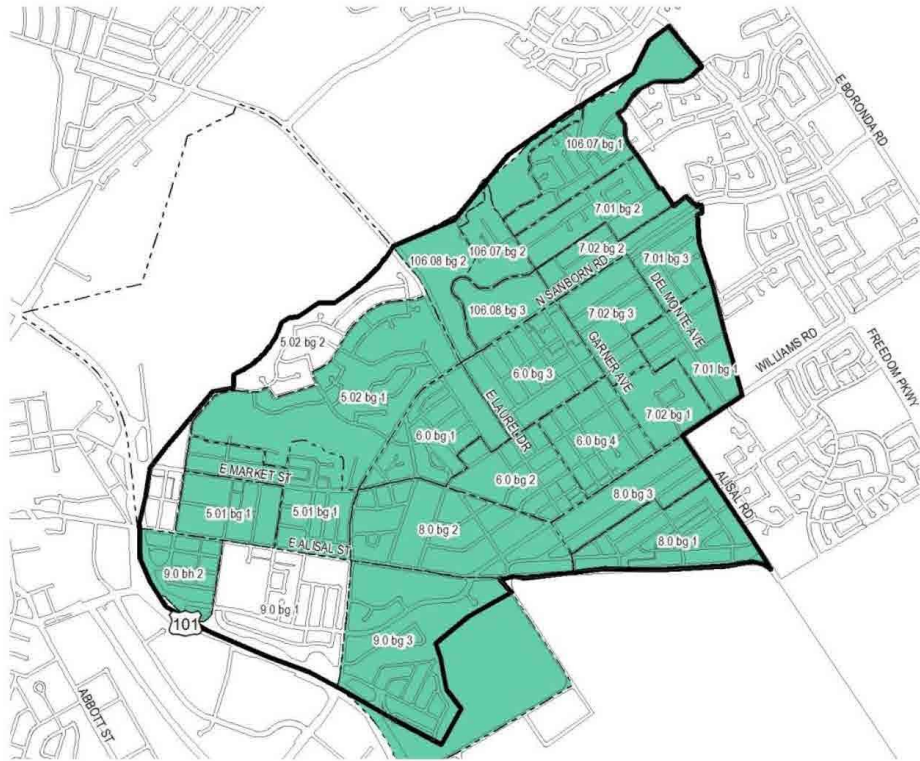 E BORONDA RD
106.07 bg 1
7.01 bg 2
106.07 bg 2
7.02 bg 2
106.08 bg 2
7.01 bg 3
N SANBORN RD
DEL MONTE AVE
106.08 bg 3
7.02 bg 3
5.02 bg 2
GARNER AVE
WILLIAMS RD
FREEDOM PKWY
6.0 bg 3
7.01 bg 1
5.02 bg 1
E LAUREL DR
7.02 bg 1
6.0 bg 1
6.0 bg 4
E MARKET ST
6.0 bg 2
ALISAL RD
8.0 bg 3
5.01 bg 1
5.01 bg 1
8.0 bg 2
E ALISAL ST
8.0 bg 1
9.0 bh 2
9.0 bg 1
101
9.0 bg 3
ABBOTT ST